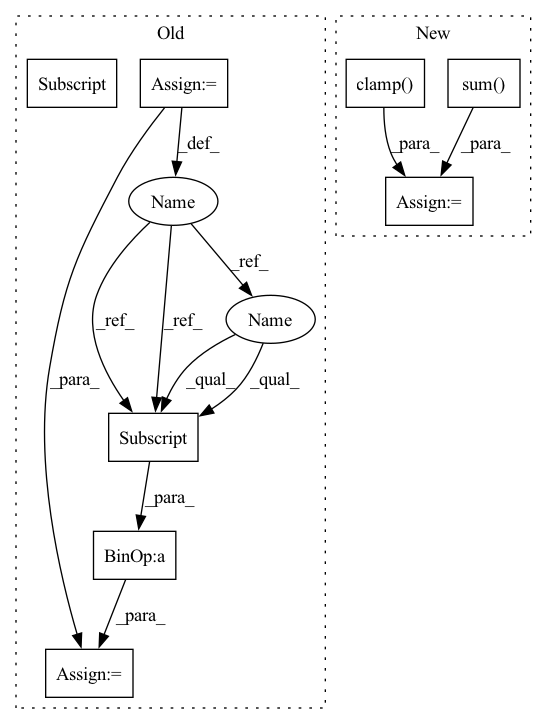 Old
New
Subscript
Assign:=
clamp()
sum()
_def_
_para_
_para_
Name
Assign:=
_ref_
_ref_
_ref_
Name
_para_
_qual_
_qual_
Subscript
_para_
BinOp:a
_para_
Assign:=